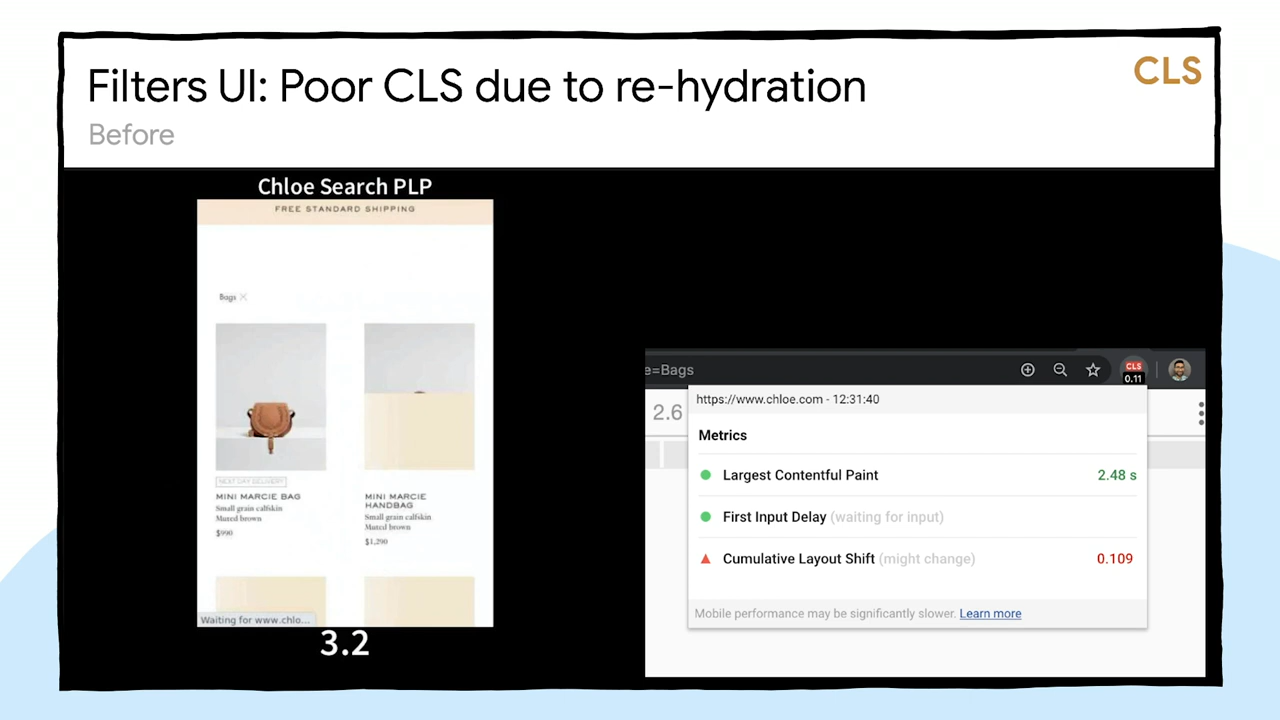 Filters UI: Poor CLS due to re-hydration
CLS
Before
Chloe Search PLP
FREE STANDARD SHIPPING
Bags
NEXT DAY DELIVERY
MINI MARCIE BAG
Small grain calfskin
Muted brown
$990
MINI MARCIE
HANDBAG
Small grain calfskin
Muted brown
$1,290
Waiting for www.chlo...
3.2
e=Bags
CLS
0.11
2.6
https://www.chloe.com - 12:31:40
Metrics
Largest Contentful Paint 2.48 s
First Input Delay (waiting for input)
Cumulative Layout Shift (might change) 0.109
Mobile performance may be significantly slower. Learn more